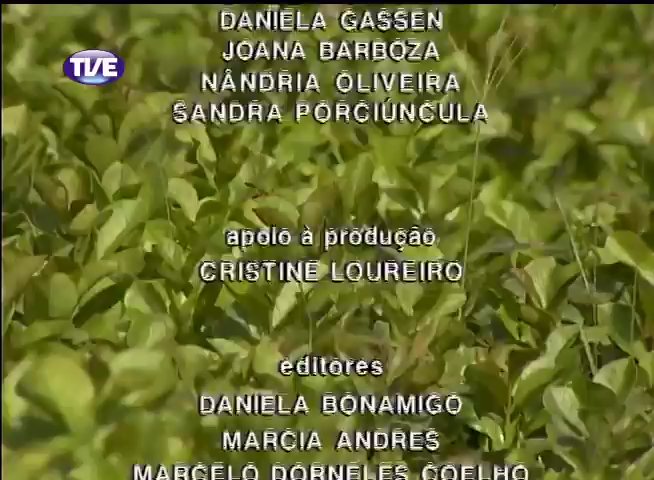 DANIELA GASSEN
TVE
JOANA BARBOZA
NÂNDRIA OLIVEIRA
SANDRA PORCIÚNCULA
apoio à produção
CRISTINE LOUREIRO
editores
DANIELA BONAMIGO
MARCIA ANDRES
MARCELO DORNELES COELHO